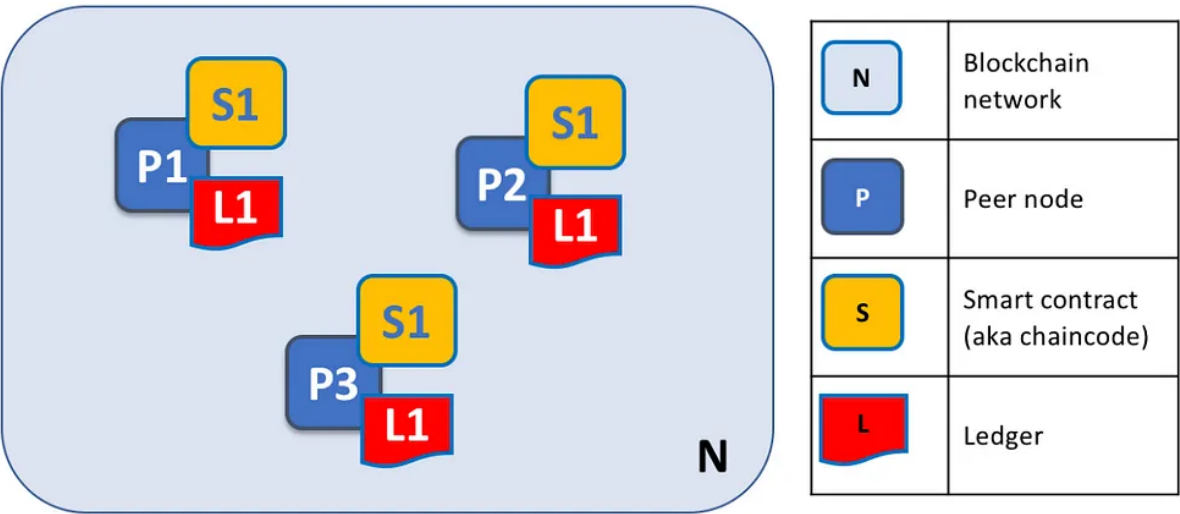 S1
P1
L1
S1
P2
L1
S1
P3
L1
N
N
Blockchain
network
P
Peer node
S
Smart contract
(aka chaincode)
L
Ledger